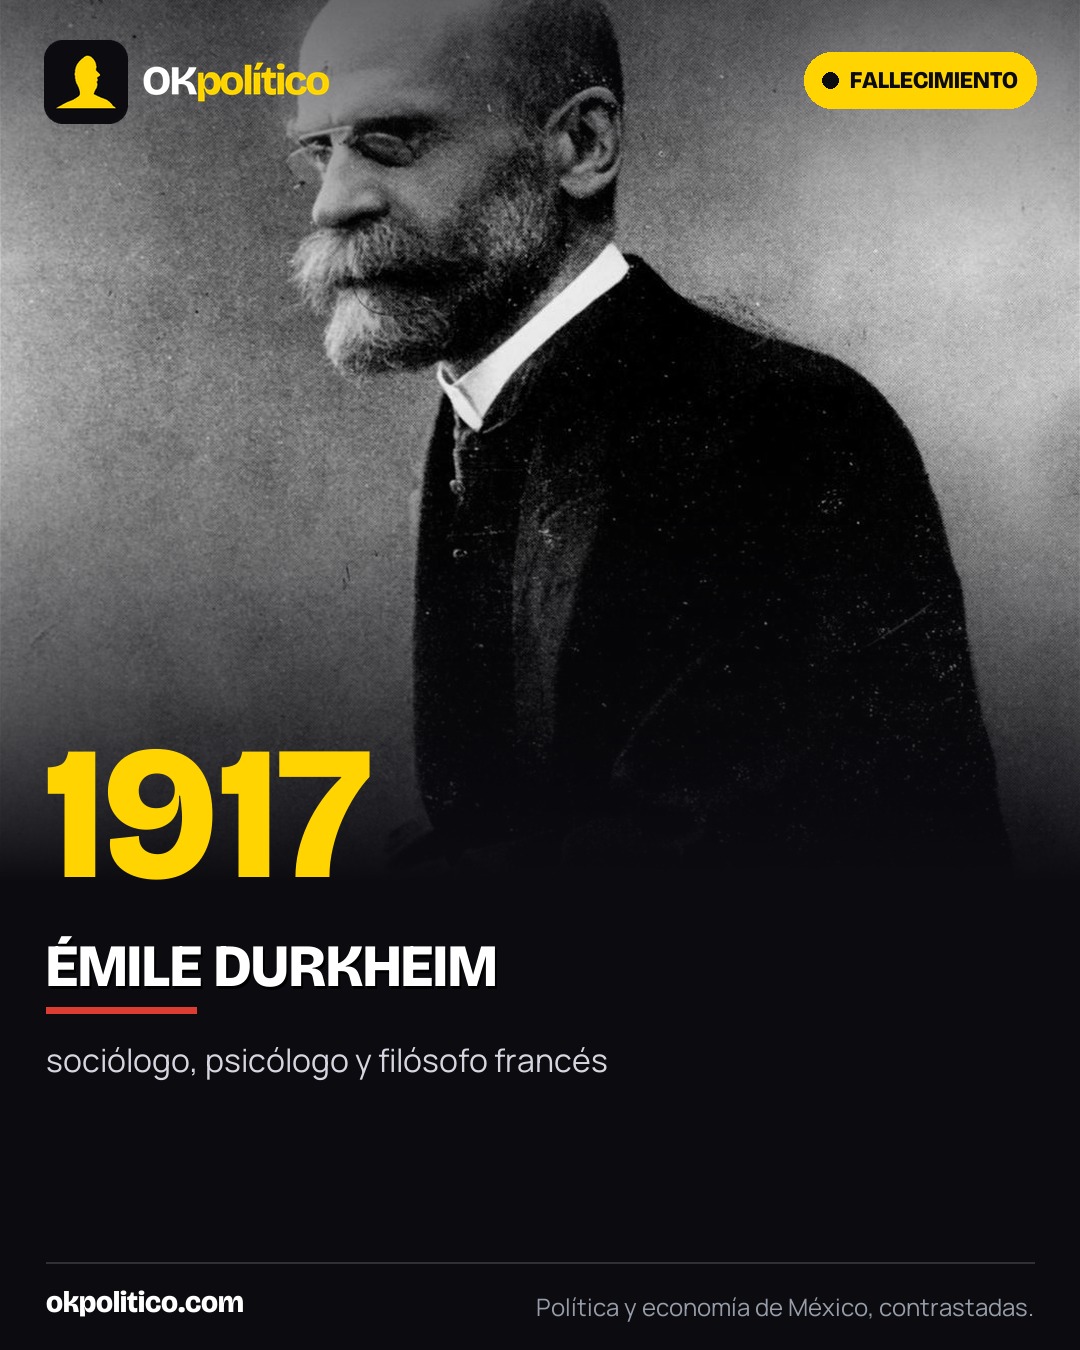 OKpolítico
FALLECIMIENTO
1917
ÉMILE DURKHEIM
sociólogo, psicólogo y filósofo francés
okpolitico.com
Política y economía de México, contrastadas.